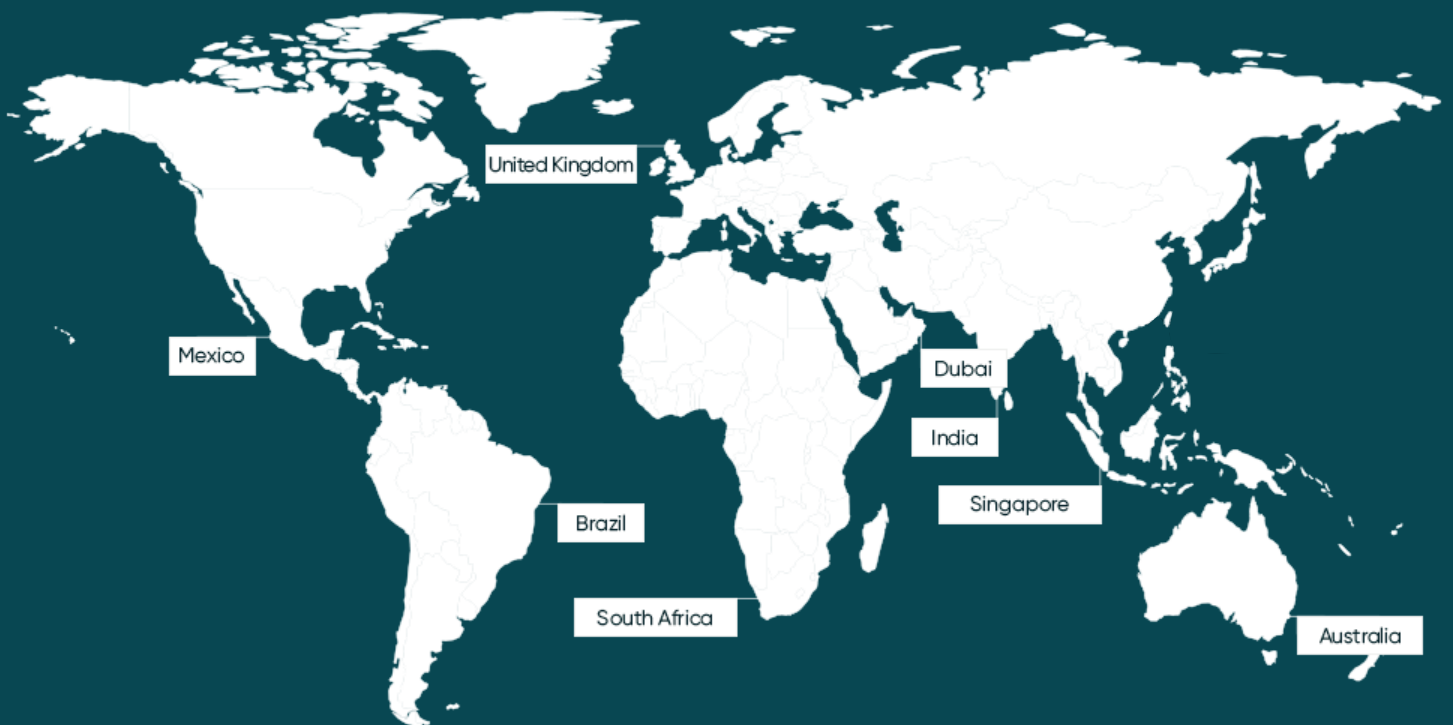 United Kingdom
Mexico
Dubai
India
Singapore
Brazil
South Africa
Australia